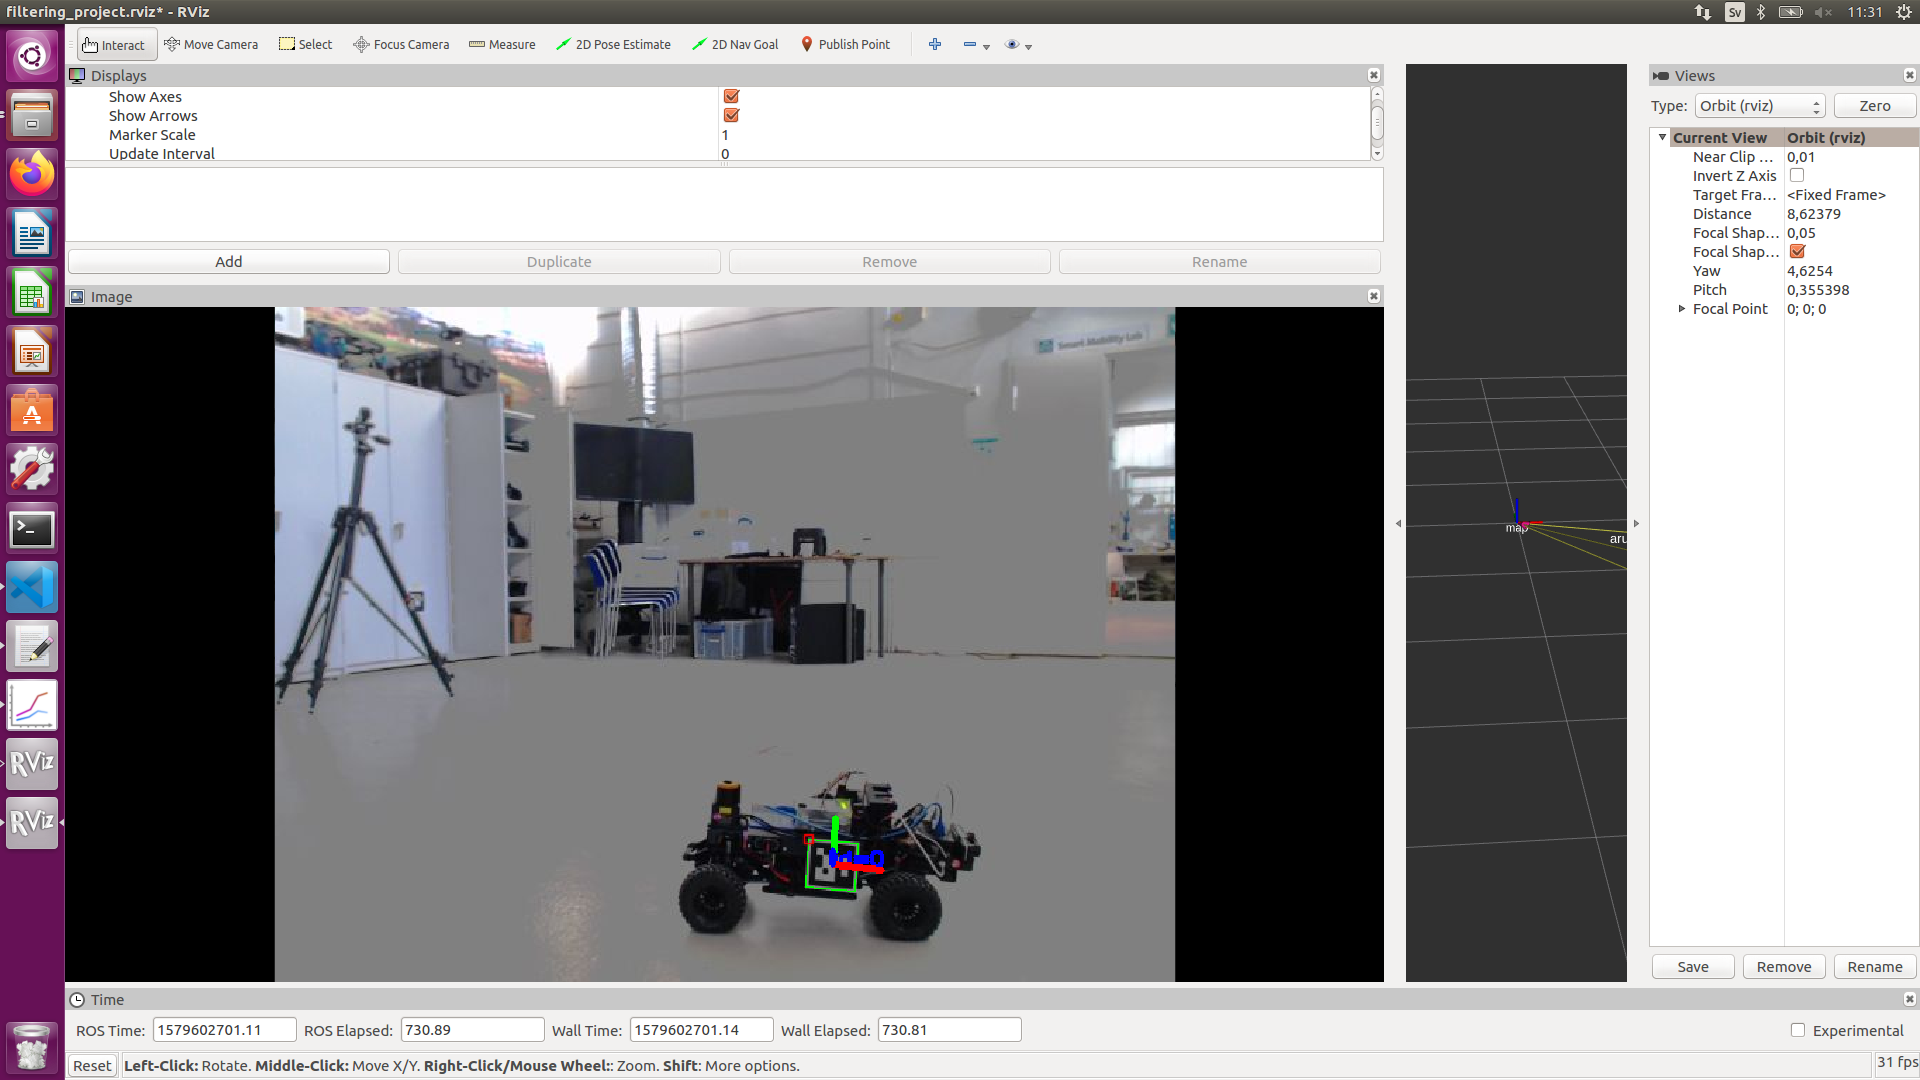 filtering_project.rviz* - RViz
Sv
11:31
Interact
Move Camera
Select
Focus Camera
Measure
2D Pose Estimate
2D Nav Goal
Publish Point
Displays
Show Axes
Show Arrows
Marker Scale 1
Update Interval 0
Add
Duplicate
Remove
Rename
Image
Smart Mobility Lab
map
aru
Views
Type: Orbit (rviz) Zero
Current View Orbit (rviz)
Near Clip ... 0,01
Invert Z Axis
Target Fra... <Fixed Frame>
Distance 8,62379
Focal Shap... 0,05
Focal Shap...
Yaw 4,6254
Pitch 0,355398
Focal Point 0; 0; 0
Save
Remove
Rename
RViz
RViz
Time
ROS Time: 1579602701.11 ROS Elapsed: 730.89 Wall Time: 1579602701.14 Wall Elapsed: 730.81
Experimental
Reset
Left-Click: Rotate. Middle-Click: Move X/Y. Right-Click/Mouse Wheel:: Zoom. Shift: More options.
31 fps